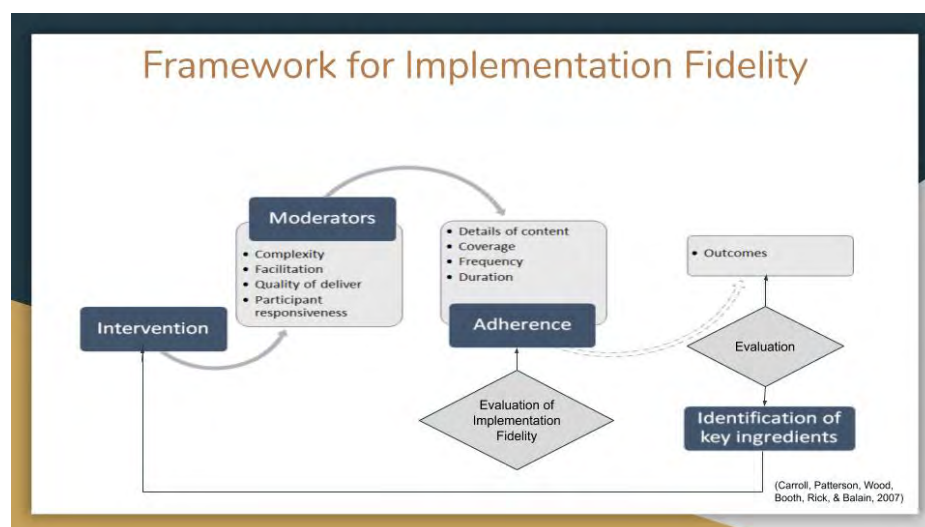 Framework for Implementation Fidelity
Moderators
• Complexity
• Facilitation
• Quality of deliver
• Participant
responsiveness
• Details of content
• Coverage
• Frequency
• Duration
• Outcomes
Intervention
Adherence
Evaluation
Evaluation of
Implementation
Fidelity
Identification of
key ingredients
(Carroll, Patterson, Wood,
Booth, Rick, & Balain, 2007)